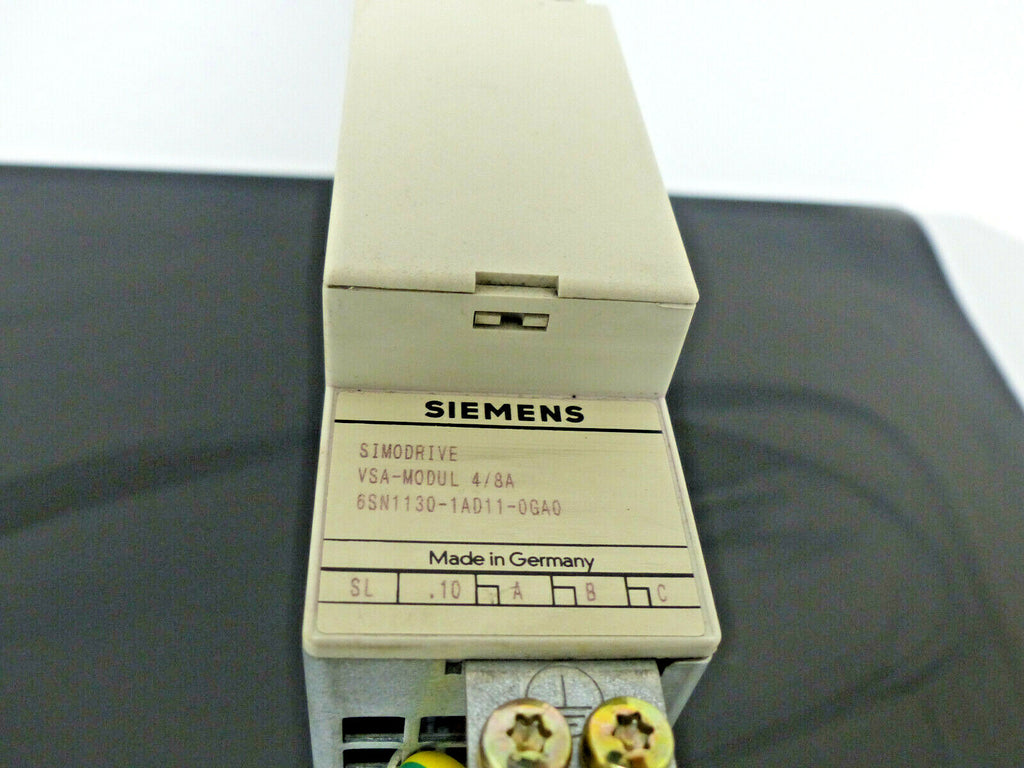 SIEMENS
SIMODRIVE
VSA-MODUL 4/8A
6SN1130-1AD11-0GA0
Made in Germany
SL .10 A B C